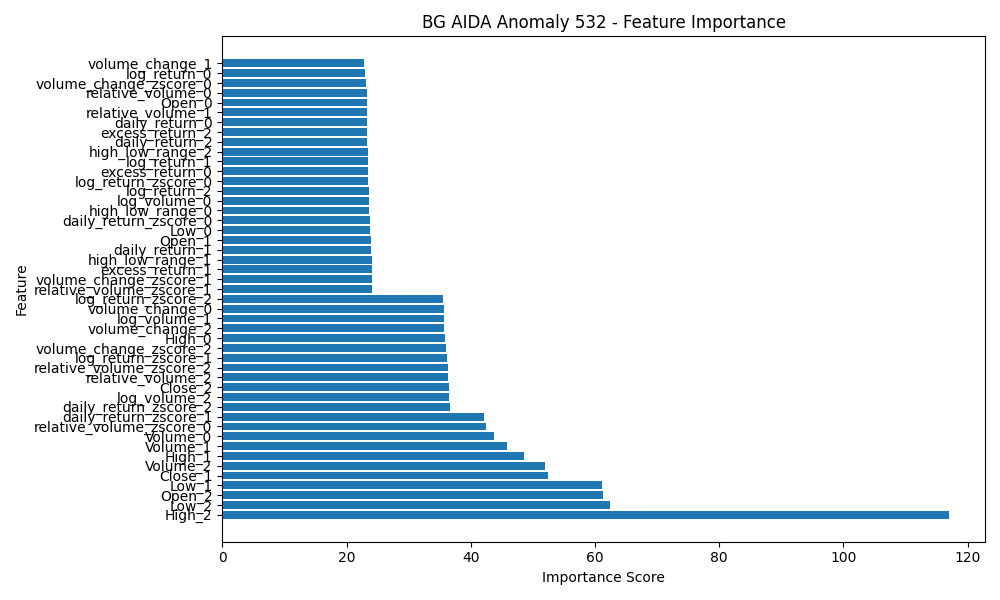 BG AIDA Anomaly 532 - Feature Importance
volume_change_1
log_return_0
volume_change_zscore_0
relative_volume_0
Open_0
relative_volume_1
daily_return_0
excess_return_2
daily_return_2
high_low_range_2
log_return_1
excess_return_0
log_return_zscore_0
log_return_2
log_volume_0
high_low_range_0
daily_return_zscore_0
Low_0
Open_1
daily_return_1
high_low_range_1
excess_return_1
volume_change_zscore_1
relative_volume_zscore_1
log_return_zscore_2
volume_change_0
log_volume_1
volume_change_2
High_0
volume_change_zscore_2
log_return_zscore_1
relative_volume_zscore_2
relative_volume_2
Close_2
log_volume_2
daily_return_zscore_2
daily_return_zscore_1
relative_volume_zscore_0
Volume_0
Volume_1
High_1
Volume_2
Close_1
Low_1
Open_2
Low_2
High_2
Feature
0 20 40 60 80 100 120
Importance Score